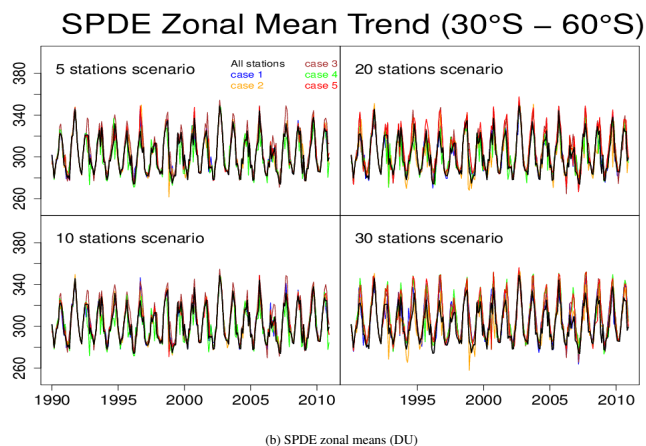 SPDE Zonal Mean Trend (30°S – 60°S)
5 stations scenario
All stations
case 1
case 2
case 3
case 4
case 5
20 stations scenario
260 300 340 380
10 stations scenario
30 stations scenario
260 300 340 380
1990 1995 2000 2005 2010
1990 1995 2000 2005 2010
(b) SPDE zonal means (DU)